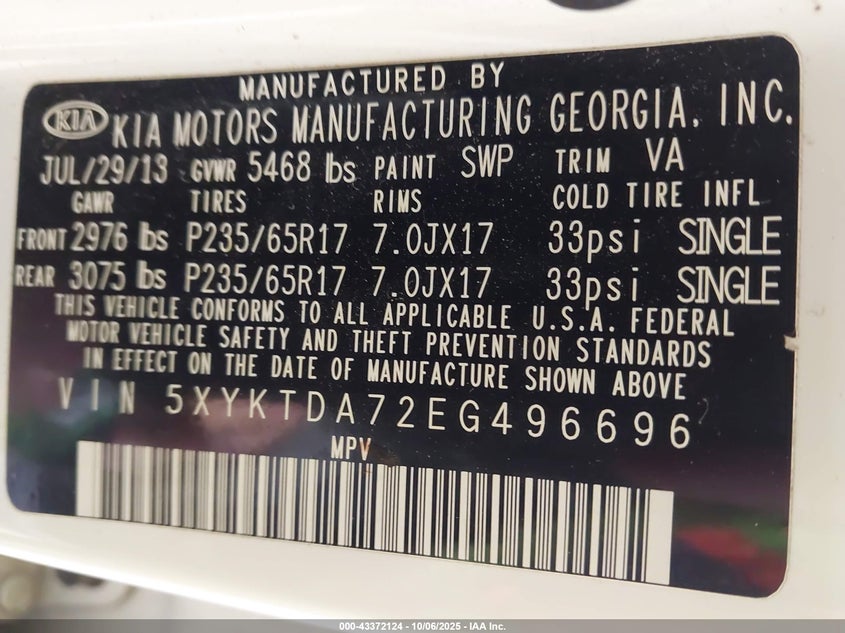 MANUFACTURED BY
KIA KIA MOTORS MANUFACTURING GEORGIA, INC.
JUL/29/13 GVWR 5468 lbs PAINT SWP TRIM VA
GAWR TIRES RIMS COLD TIRE INFL
FRONT 2976 lbs P235/65R17 7.0JX17 33psi SINGLE
REAR 3075 lbs P235/65R17 7.0JX17 33psi SINGLE
THIS VEHICLE CONFORMS TO ALL APPLICABLE U.S.A. FEDERAL
MOTOR VEHICLE SAFETY AND THEFT PREVENTION STANDARDS
IN EFFECT ON THE DATE OF MANUFACTURE SHOWN ABOVE
VIN 5XYKTDA72EG496696
MPV
000-43372124 - 10/06/2025 - IAA Inc.